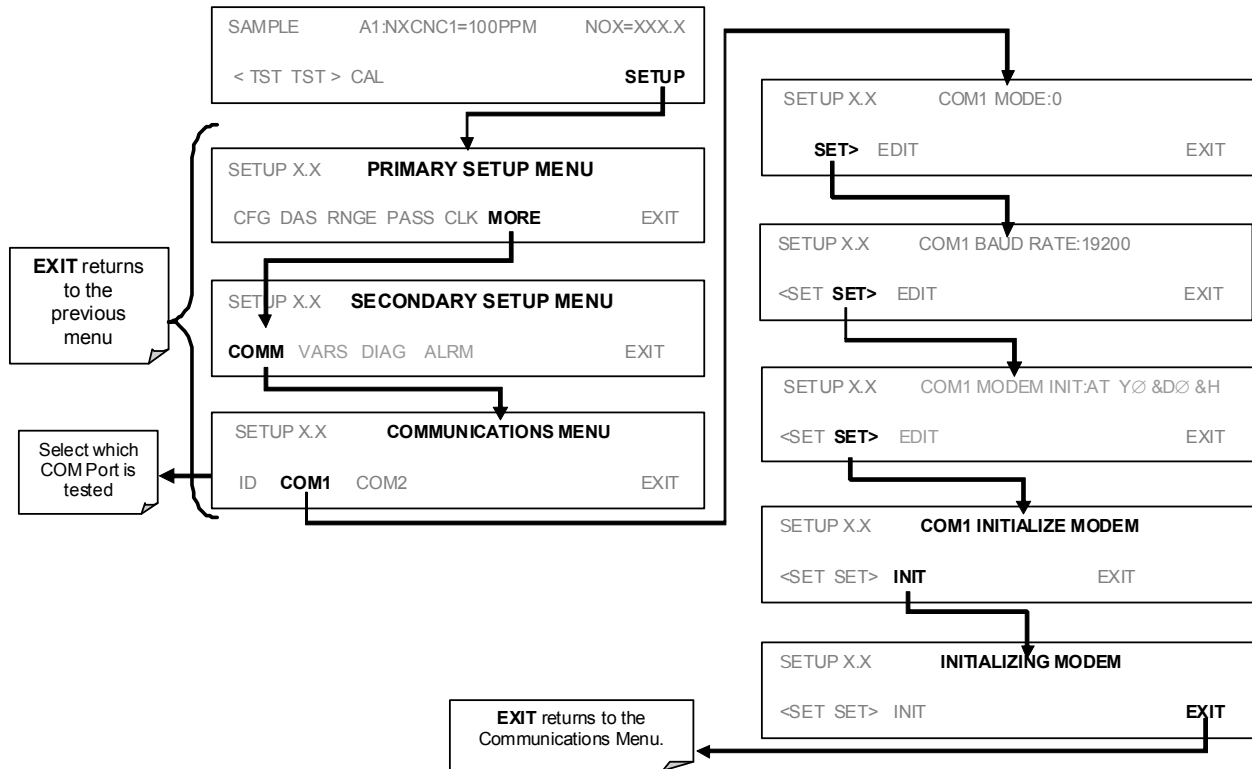 SAMPLE A1:NXCNC1=100PPM NOX=XXX.X
< TST TST > CAL SETUP
SETUP X.X PRIMARY SETUP MENU
CFG DAS RNGE PASS CLK MORE EXIT
EXIT returns
to the
previous
menu
SETUP X.X SECONDARY SETUP MENU
COMM VARS DIAG ALRM EXIT
Select which
COM Port is
tested
SETUP X.X COMMUNICATIONS MENU
ID COM1 COM2 EXIT
SETUP X.X COM1 MODE:0
SET> EDIT EXIT
SETUP X.X COM1 BAUD RATE:19200
<SET SET> EDIT EXIT
SETUP X.X COM1 MODEM INIT:AT Y∅ &D∅ &H
<SET SET> EDIT EXIT
SETUP X.X COM1 INITIALIZE MODEM
<SET SET> INIT EXIT
SETUP X.X INITIALIZING MODEM
<SET SET> INIT EXIT
EXIT returns to the
Communications Menu.